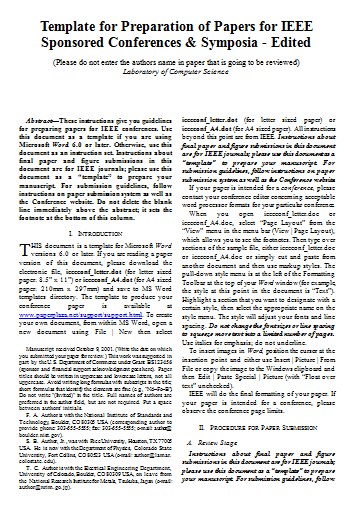 Template for Preparation of Papers for IEEE
Sponsored Conferences & Symposia - Edited
(Please do not enter the authors name in paper that is going to be reviewed)
Laboratory of Computer Science
Abstract—These instructions give you guidelines
for preparing papers for IEEE conferences. Use
this document as a template if you are using
Microsoft Word 6.0 or later. Otherwise, use this
document as an instruction set. Instructions about
final paper and figure submissions in this
document are for IEEE journals; please use this
document as a “template” to prepare your
manuscript. For submission guidelines, follow
instructions on paper submission system as well as
the Conference website. Do not delete the blank
line immediately above the abstract; it sets the
footnote at the bottom of this column.
I. INTRODUCTION
THIS document is a template for Microsoft Word
versions 6.0 or later. If you are reading a paper
version of this document, please download the
electronic file, ieeeconf_letter.dot (for letter sized
paper: 8.5” x 11”) or ieeeconf_A4.dot (for A4 sized
paper: 210mm x 297mm) and save to MS Word
templates directory. The template to produce your
conference paper is available at
www.paperplaza.net/support/support.html. To create
your own document, from within MS Word, open a
new document using File | New then select
Manuscript received October 9, 2001. (Write the date on which
you submitted your paper for review.) This work was supported in
part by the U. S. Department of Commerce under Grant BS123456
(sponsor and financial support acknowledgment goes here). Paper
titles should be written in uppercase and lowercase letters, not all
uppercase. Avoid writing long formulas with subscripts in the title;
short formulas that identify the elements are fine (e.g., "Nd–Fe–B").
Do not write "(Invited)" in the title. Full names of authors are
preferred in the author field, but are not required. Put a space
between authors' initials.
F. A. Author is with the National Institute of Standards and
Technology, Boulder, CO 80305 USA (corresponding author to
provide phone: 303-555-5555; fax: 303-555-5555; e-mail: author@
boulder.nist.gov).
S. B. Author, Jr., was with Rice University, Houston, TX 77005
USA. He is now with the Department of Physics, Colorado State
University, Fort Collins, CO 80523 USA (e-mail: author@lamar.
colostate.edu).
T. C. Author is with the Electrical Engineering Department,
University of Colorado, Boulder, CO 80309 USA, on leave from
the National Research Institute for Metals, Tsukuba, Japan (e-mail:
author@nrim.go.jp).
ieeeconf_letter.dot (for letter sized paper) or
ieeeconf_A4.dot (for A4 sized paper). All instructions
beyond this point are from IEEE. Instructions about
final paper and figure submissions in this document
are for IEEE journals; please use this document as a
“template” to prepare your manuscript. For
submission guidelines, follow instructions on paper
submission system as well as the Conference website
If your paper is intended for a conference, please
contact your conference editor concerning acceptable
word processor formats for your particular conference.
When you open ieeeconf_letter.doc or
ieeeconf_A4.doc, select “Page Layout” from the
“View” menu in the menu bar (View | Page Layout),
which allows you to see the footnotes. Then type over
sections of the sample file, either ieeeconf_letter.doc
or ieeeconf_A4.doc or simply cut and paste from
another document and then use markup styles. The
pull-down style menu is at the left of the Formatting
Toolbar at the top of your Word window (for example,
the style at this point in the document is “Text”).
Highlight a section that you want to designate with a
certain style, then select the appropriate name on the
style menu. The style will adjust your fonts and line
spacing. Do not change the font sizes or line spacing
to squeeze more text into a limited number of pages.
Use italics for emphasis; do not underline.
To insert images in Word, position the cursor at the
insertion point and either use Insert | Picture | From
File or copy the image to the Windows clipboard and
then Edit | Paste Special | Picture (with “Float over
text” unchecked).
IEEE will do the final formatting of your paper. If
your paper is intended for a conference, please
observe the conference page limits.
II. PROCEDURE FOR PAPER SUBMISSION
A. Review Stage
Instructions about final paper and figure
submissions in this document are for IEEE journals;
please use this document as a “template” to prepare
your manuscript. For submission guidelines, follow